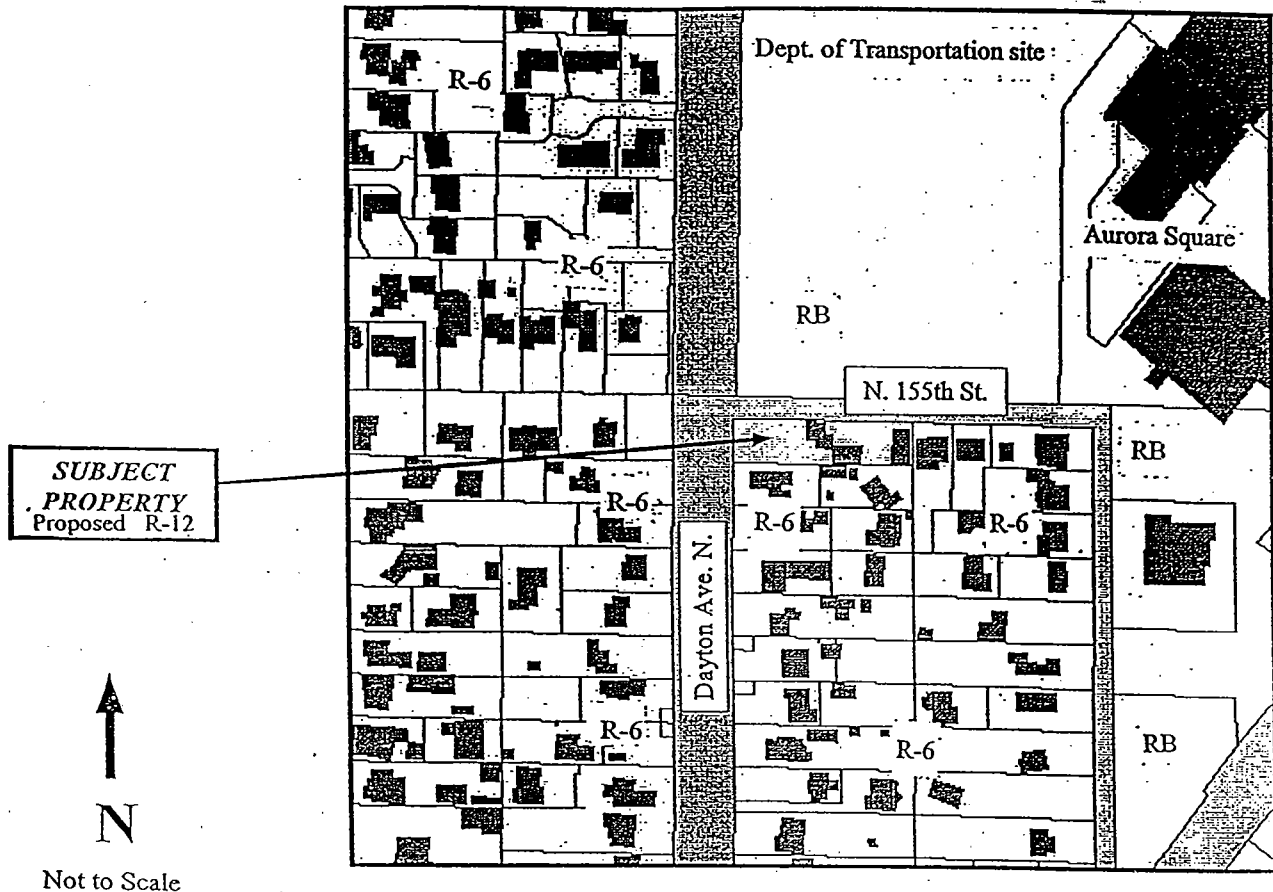 Dept. of Transportation site
R-6
Aurora Square
R-6
RB
N. 155th St.
SUBJECT
PROPERTY
Proposed R-12
RB
R-6
R-6
R-6
Dayton Ave. N.
R-6
R-6
RB
N
Not to Scale